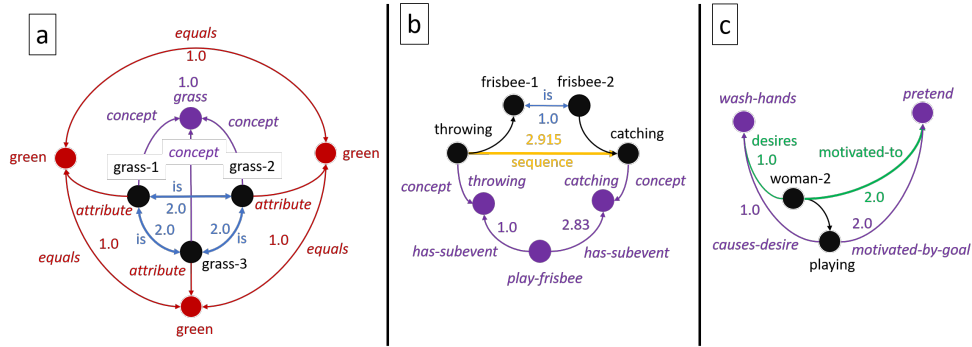 a
equals
1.0
1.0
grass
concept
concept
green
green
grass-1
concept
grass-2
is
2.0
attribute
attribute
is
2.0
2.0
is
1.0
1.0
equals
equals
attribute
grass-3
green
b
frisbee-1
frisbee-2
is
1.0
throwing
catching
2.915
sequence
concept
throwing
catching
concept
1.0
2.83
has-subevent
has-subevent
play-frisbee
c
wash-hands
pretend
desires
1.0
motivated-to
woman-2
2.0
1.0
2.0
causes-desire
motivated-by-goal
playing